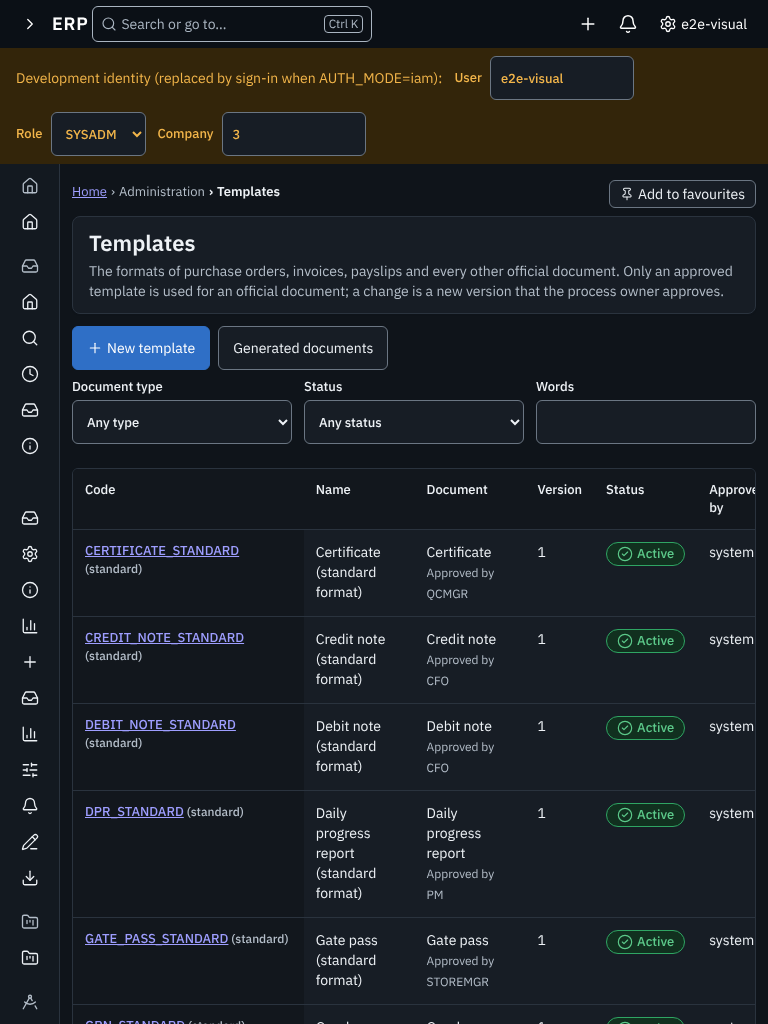 ERP
Search or go to...
Ctrl K
e2e-visual
Development identity (replaced by sign-in when AUTH_MODE=iam):
User
e2e-visual
Role
SYSADM
Company
3
Home › Administration › Templates
Add to favourites
Templates
The formats of purchase orders, invoices, payslips and every other official document. Only an approved
template is used for an official document; a change is a new version that the process owner approves.
New template
Generated documents
Document type
Status
Words
Any type
Any status
Code
Name
Document
Version
Status
Approve
by
CERTIFICATE_STANDARD
(standard)
Certificate
(standard
format)
Certificate
Approved by
QCMGR
1
Active
system
CREDIT_NOTE_STANDARD
(standard)
Credit note
(standard
format)
Credit note
Approved by
CFO
1
Active
system
DEBIT_NOTE_STANDARD
(standard)
Debit note
(standard
format)
Debit note
Approved by
CFO
1
Active
system
DPR_STANDARD (standard)
Daily
progress
report
(standard
format)
Daily
progress
report
Approved by
PM
1
Active
system
GATE_PASS_STANDARD (standard)
Gate pass
(standard
format)
Gate pass
Approved by
STOREMGR
1
Active
system